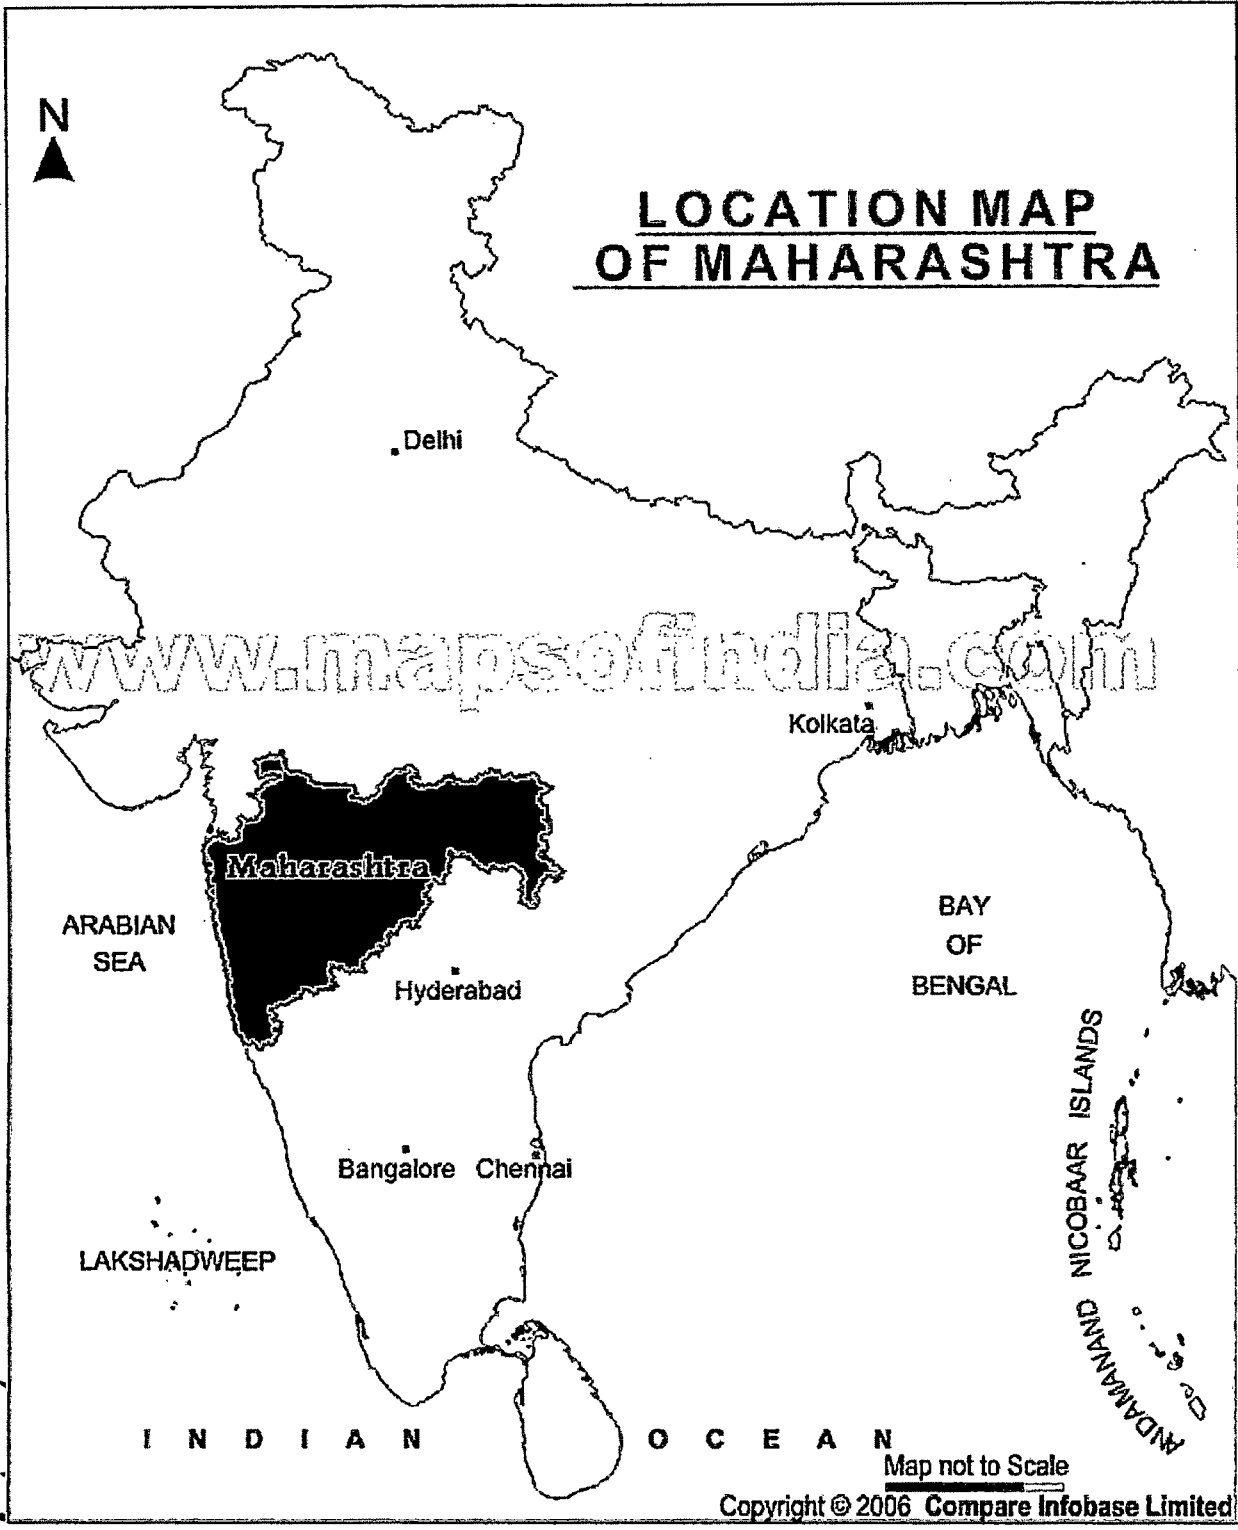 N
LOCATION MAP
OF MAHARASHTRA
Delhi
www.mapsofindia.com
Kolkata
Maharashtra
ARABIAN
SEA
BAY
OF
BENGAL
Hyderabad
ANDAMANAND NICOBAAR ISLANDS
Bangalore Chennai
LAKSHADWEEP
INDIAN OCEAN
Map not to Scale
Copyright © 2006 Compare Infobase Limited